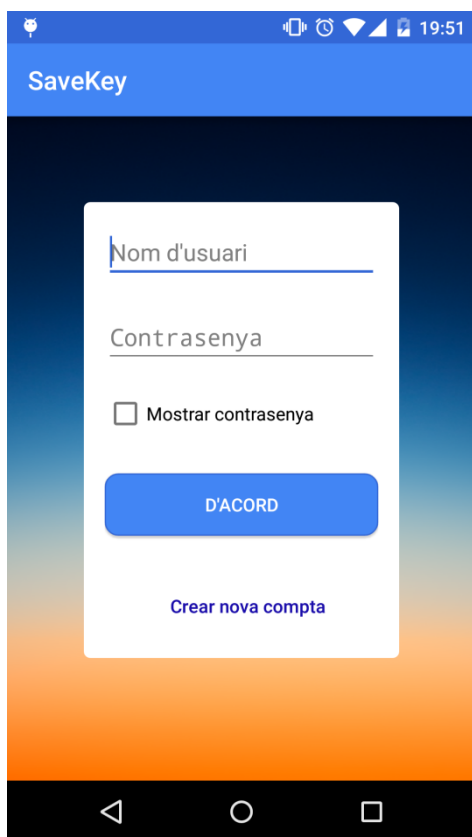 19:51
SaveKey
Nom d'usuari
Contrasenya
Mostrar contrasenya
D'ACORD
Crear nova compta